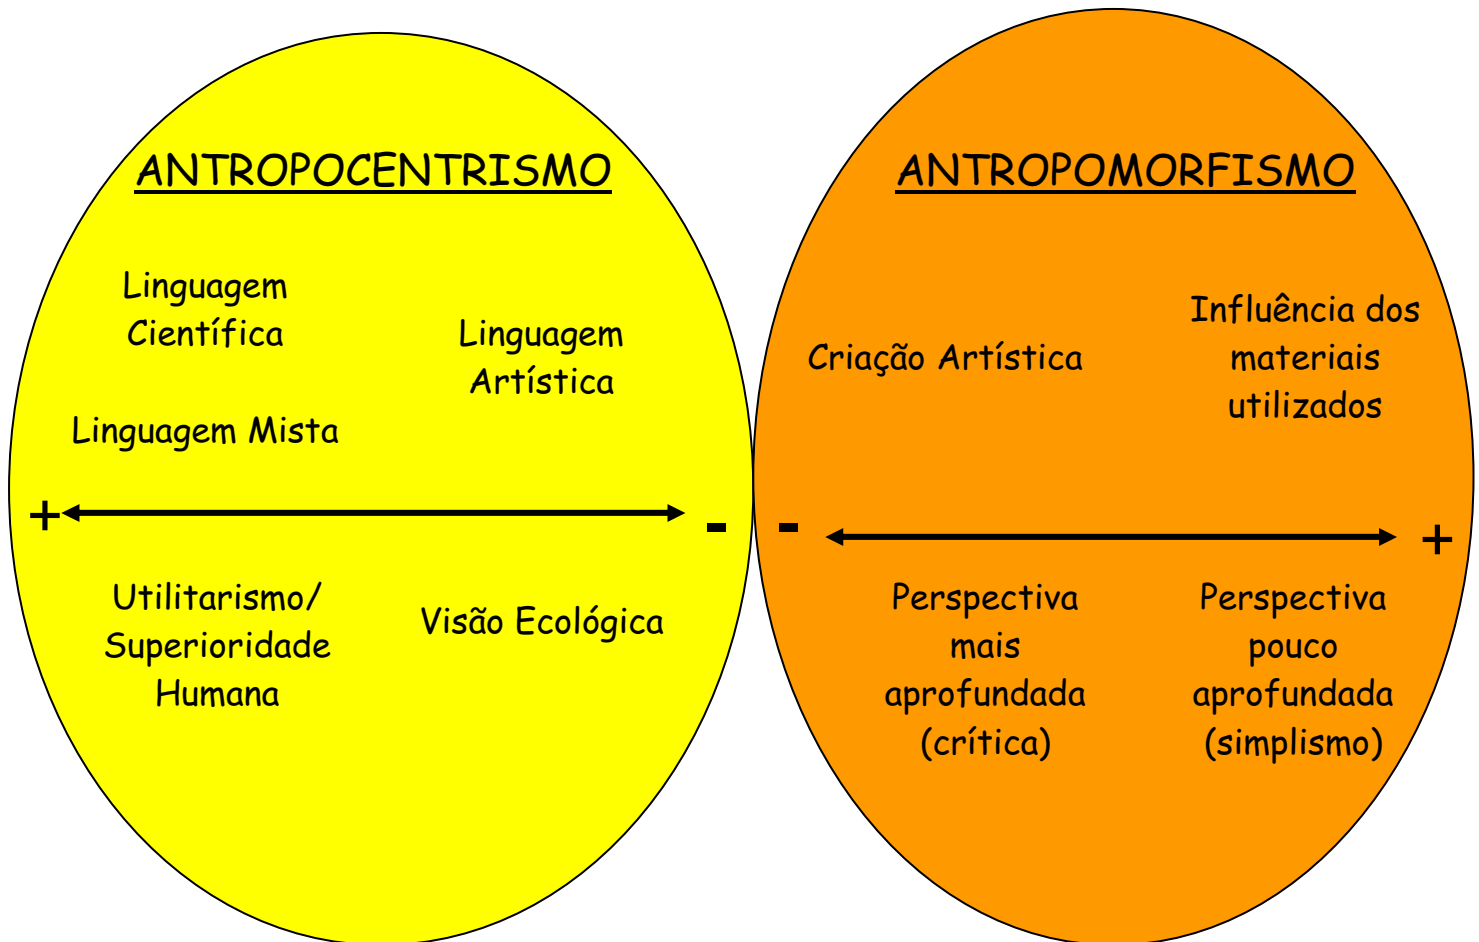 ANTROPOCENTRISMO
Linguagem
Científica
Linguagem
Artística
Linguagem Mista
+
-
Utilitarismo/
Superioridade
Humana
Visão Ecológica
ANTROPOMORFISMO
Criação Artística
Influência dos
materiais
utilizados
-
+
Perspectiva
mais
aprofundada
(crítica)
Perspectiva
pouco
aprofundada
(simplismo)